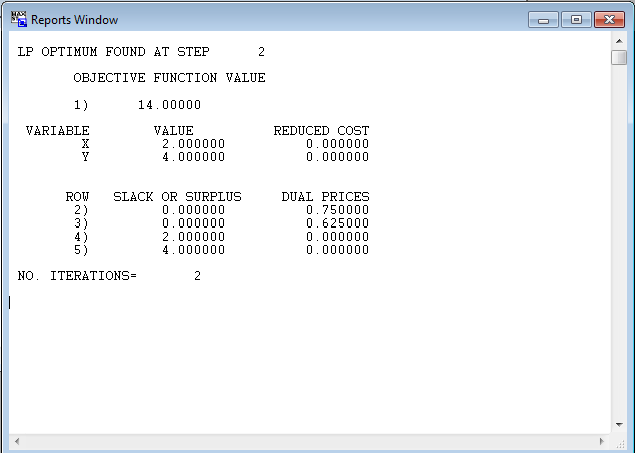 Reports Window
LP OPTIMUM FOUND AT STEP 2
OBJECTIVE FUNCTION VALUE
1) 14.00000
VARIABLE VALUE REDUCED COST
X 2.000000 0.000000
Y 4.000000 0.000000
ROW SLACK OR SURPLUS DUAL PRICES
2) 0.000000 0.750000
3) 0.000000 0.625000
4) 2.000000 0.000000
5) 4.000000 0.000000
NO. ITERATIONS= 2